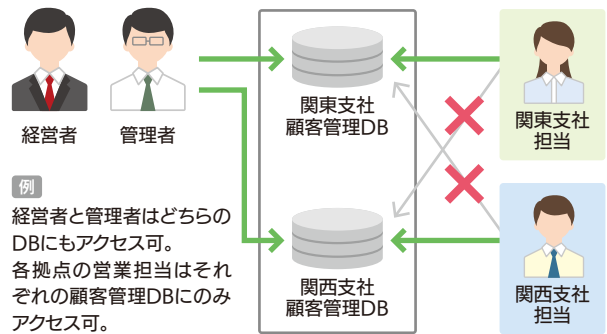 経営者
管理者
例
経営者と管理者はどちらの
DBにもアクセス可。
各拠点の営業担当はそれ
ぞれの顧客管理DBにのみ
アクセス可。
関東支社
顧客管理DB
関西支社
顧客管理DB
関東支社
担当
関西支社
担当